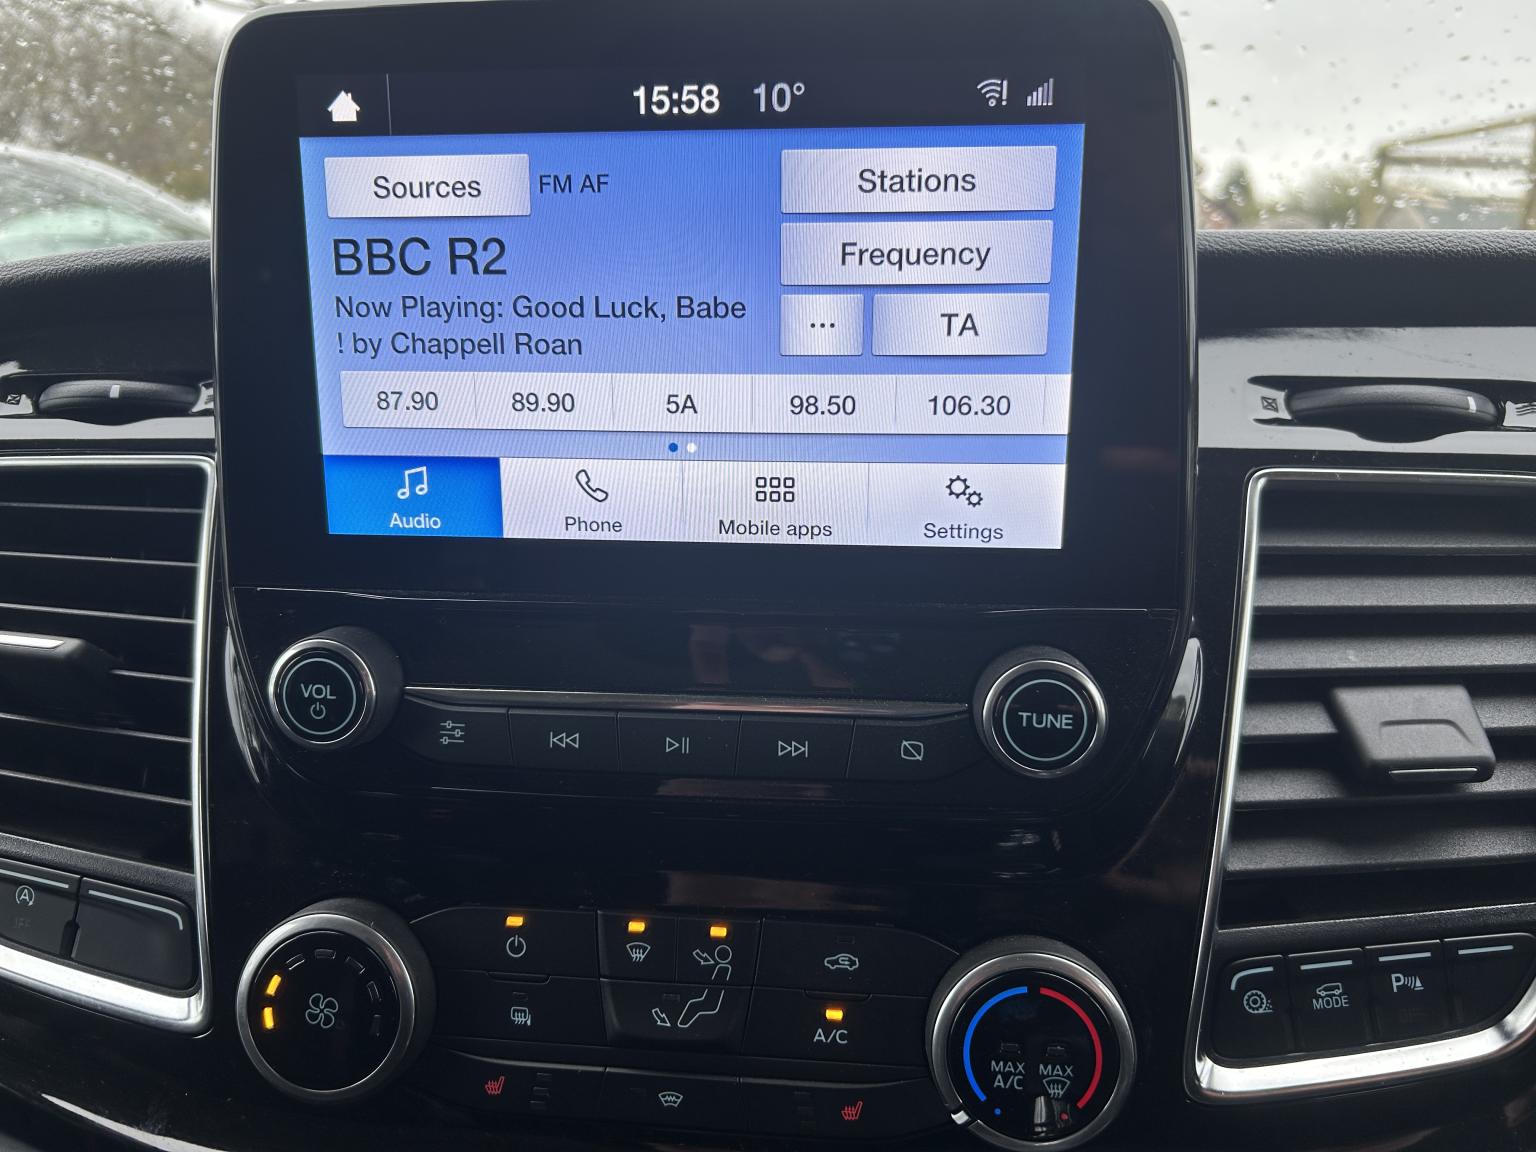 15:58 10°
Sources FM AF Stations
BBC R2 Frequency
Now Playing: Good Luck, Babe
! by Chappell Roan
... TA
87.90 89.90 5A 98.50 106.30
Audio Phone Mobile apps Settings
VOL
TUNE
A
A/C
MAX
A/C
MAX
MODE
P